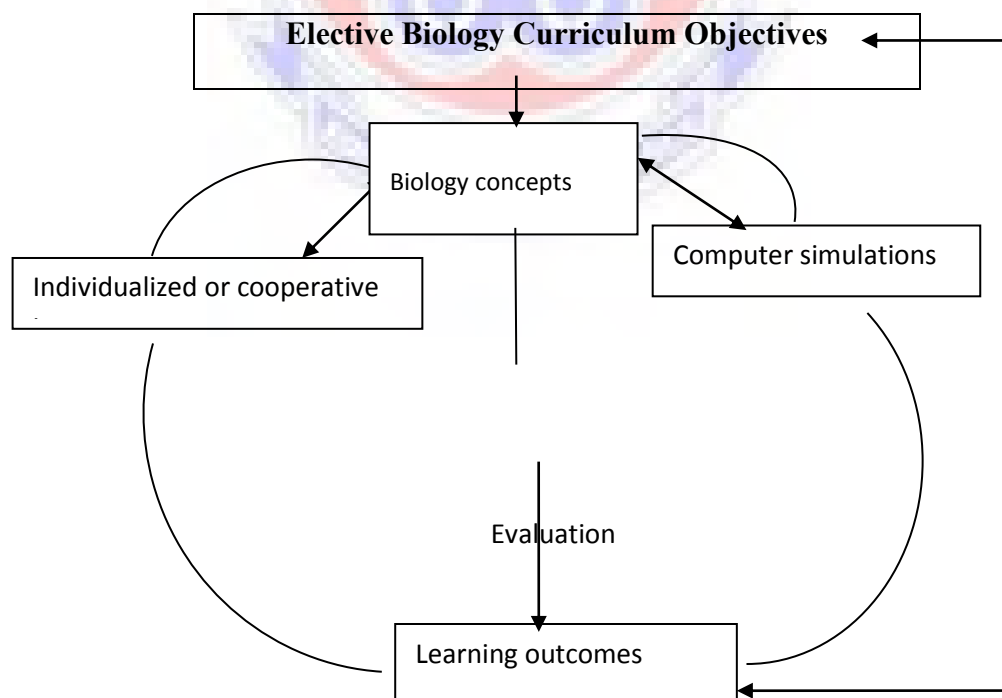 Elective Biology Curriculum Objectives
Biology concepts
Computer simulations
Individualized or cooperative
Evaluation
Learning outcomes